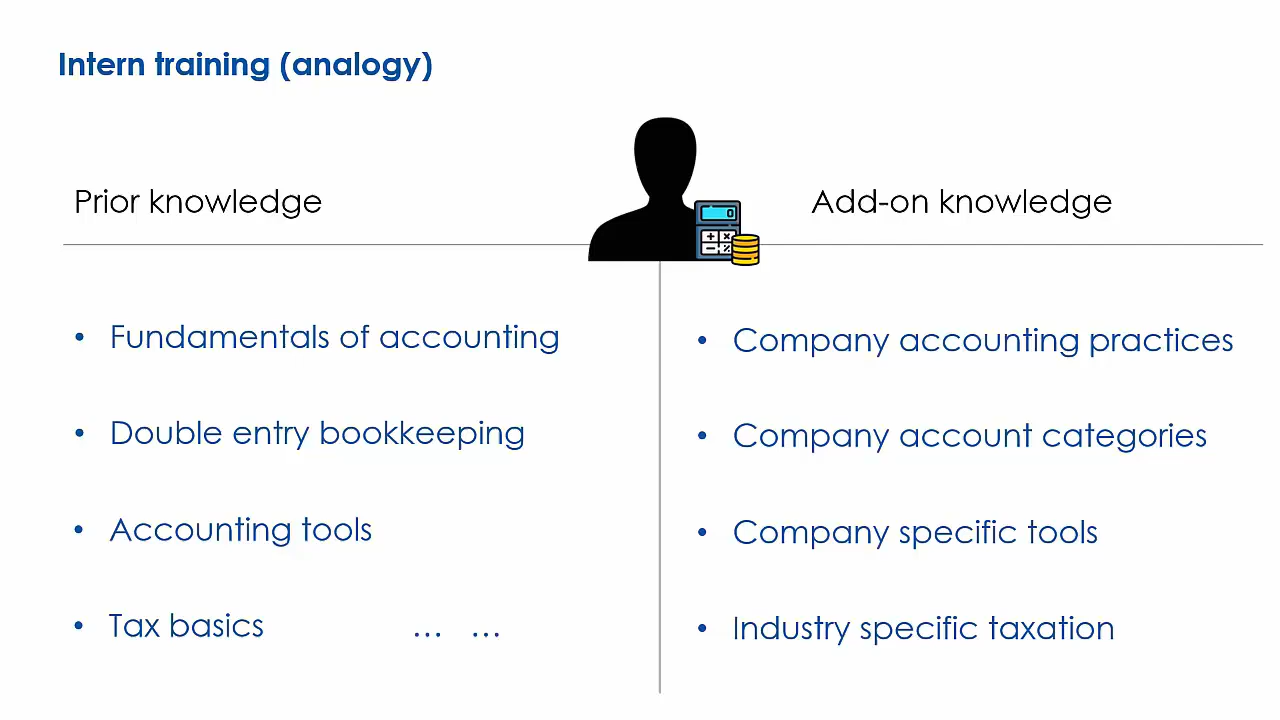 Intern training (analogy)
Prior knowledge
Add-on knowledge
• Fundamentals of accounting
• Double entry bookkeeping
• Accounting tools
• Tax basics … …
• Company accounting practices
• Company account categories
• Company specific tools
• Industry specific taxation